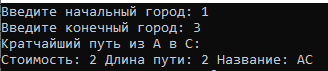 Введите начальный город: 1
Введите конечный город: 3
Кратчайший путь из A в C:
Стоимость: 2 Длина пути: 2 Название: AC